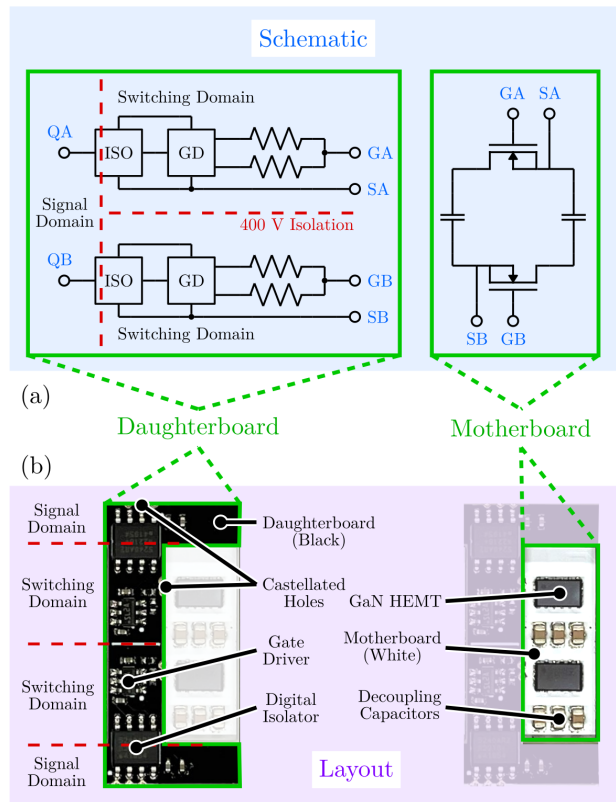 Schematic
Switching Domain
QA
ISO
GD
GA
SA
Signal
Domain
400 V Isolation
QB
ISO
GD
GB
SB
Switching Domain
GA
SA
SB
GB
(a)
Daughterboard
Motherboard
(b)
Signal
Domain
Switching
Domain
Switching
Domain
Signal
Domain
Daughterboard
(Black)
Castellated
Holes
Gate
Driver
Digital
Isolator
GaN HEMT
Motherboard
(White)
Decoupling
Capacitors
Layout